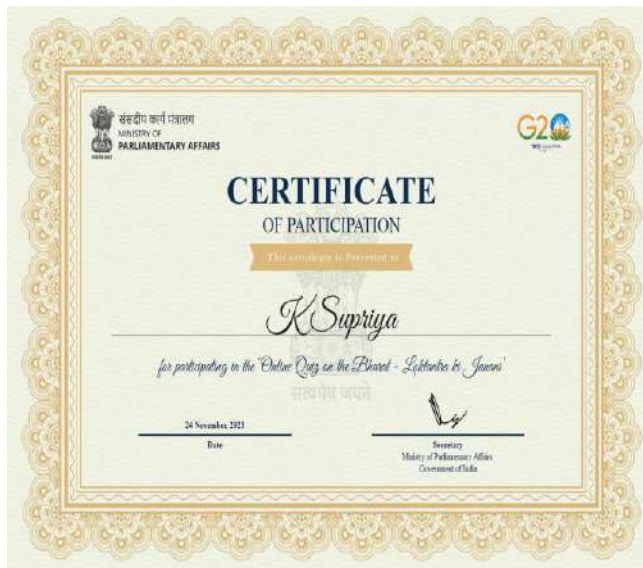 संसदीय कार्य मंत्रालय
MINISTRY OF
PARLIAMENTARY AFFAIRS
G20
CERTIFICATE
OF PARTICIPATION
This certificate is Presented to
K Supriya
for participating in the 'Online Quiz on the Bharat - Loktantra ki Janani'
सत्यमेव जयते
24 November, 2023
Date
Secretary
Ministry of Parliamentary Affairs
Government of India